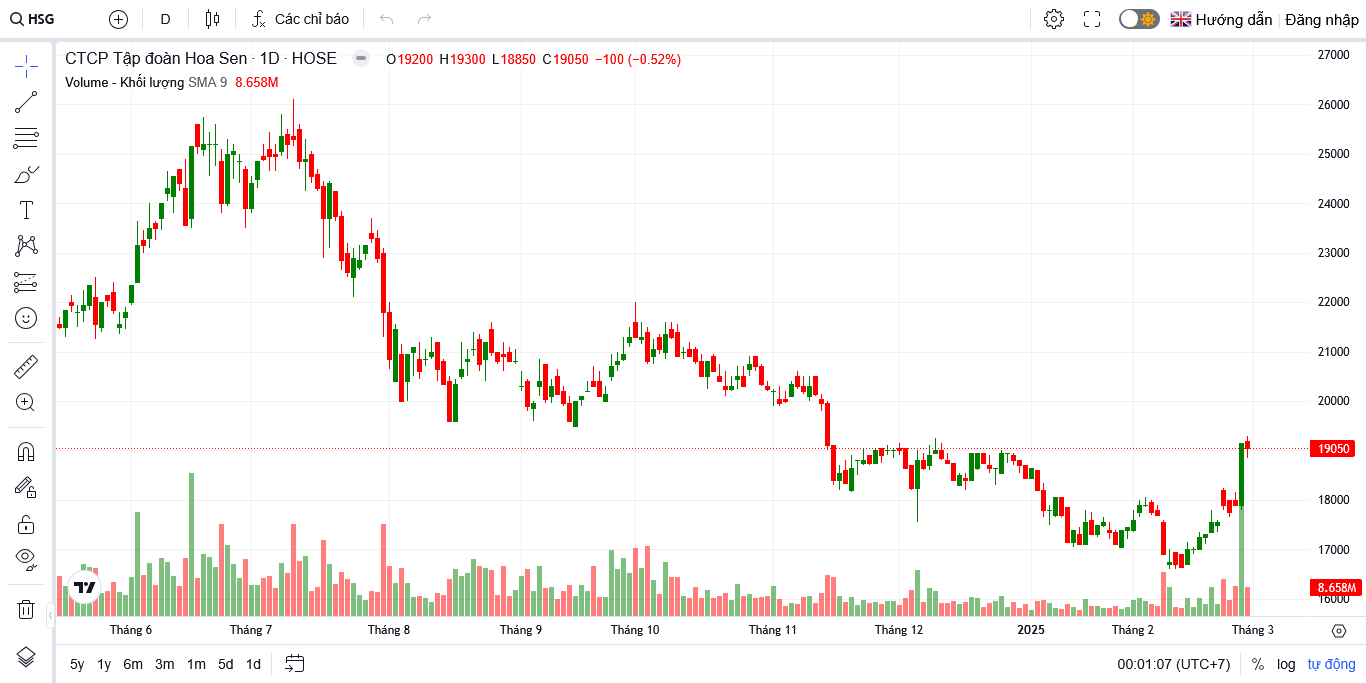 HSG D Các chỉ báo Hướng dẫn Đăng nhập
CTCP Tập đoàn Hoa Sen · 1D · HOSE O19200 H19300 L18850 C19050 −100 (−0.52%)
Volume - Khối lượng SMA 9 8.658M
27000
26000
25000
24000
23000
22000
21000
20000
19050
18000
17000
8.658M
16000
Tháng 6 Tháng 7 Tháng 8 Tháng 9 Tháng 10 Tháng 11 Tháng 12 2025 Tháng 2 Tháng 3
5y 1y 6m 3m 1m 5d 1d 00:01:07 (UTC+7) % log tự động